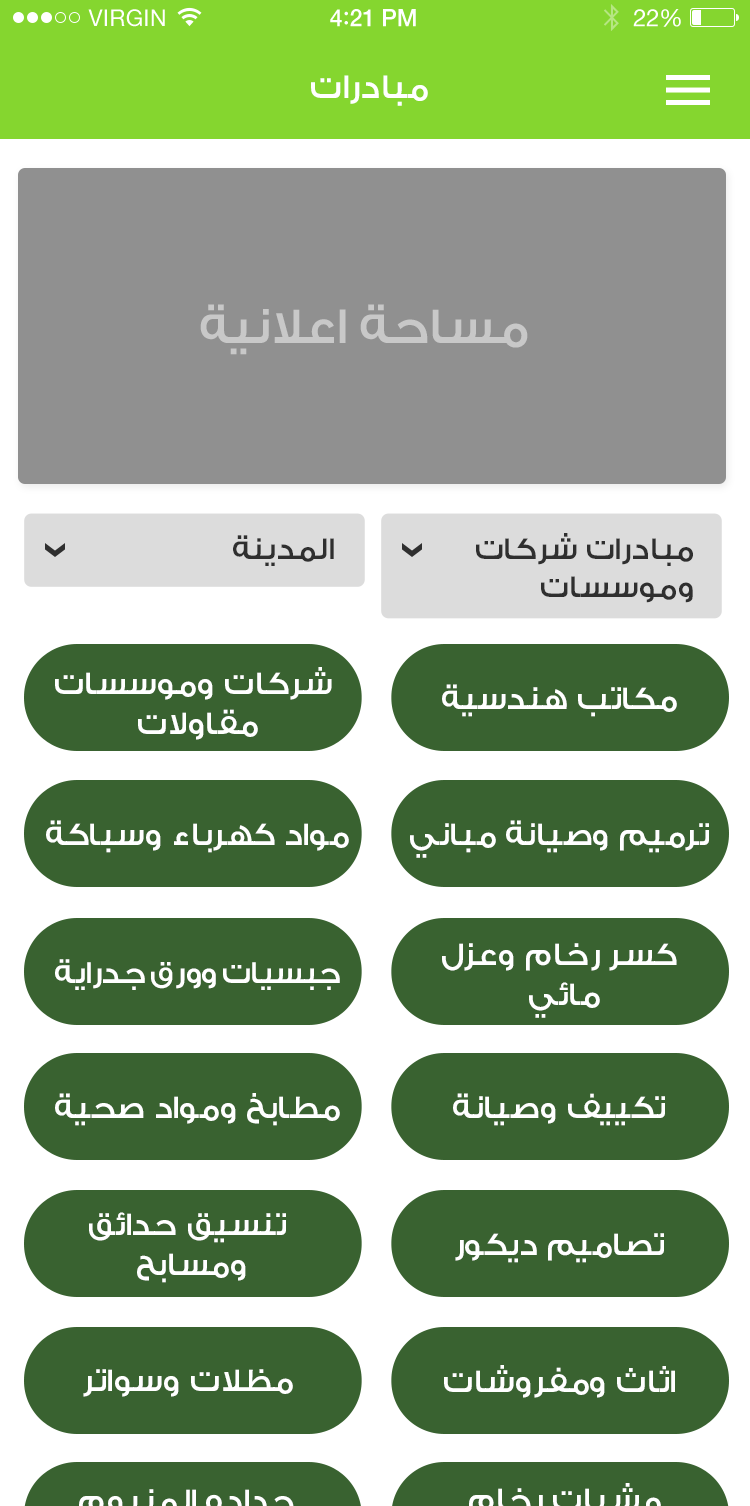 VIRGIN 4:21 PM 22%
مبادرات
مساحة اعلانية
مبادرات شركات
وموسسات
المدينة
مكاتب هندسية
شركات وموسسات
مقاولات
ترميم وصيانة مباني
مواد كهرباء وسباكة
كسر رخام وعزل
مائي
جبسيات وورق جدراية
تكييف وصيانة
مطابخ ومواد صحية
تصاميم ديكور
تنسيق حدائق
ومسابح
اثاث ومفروشات
مظلات وسواتر